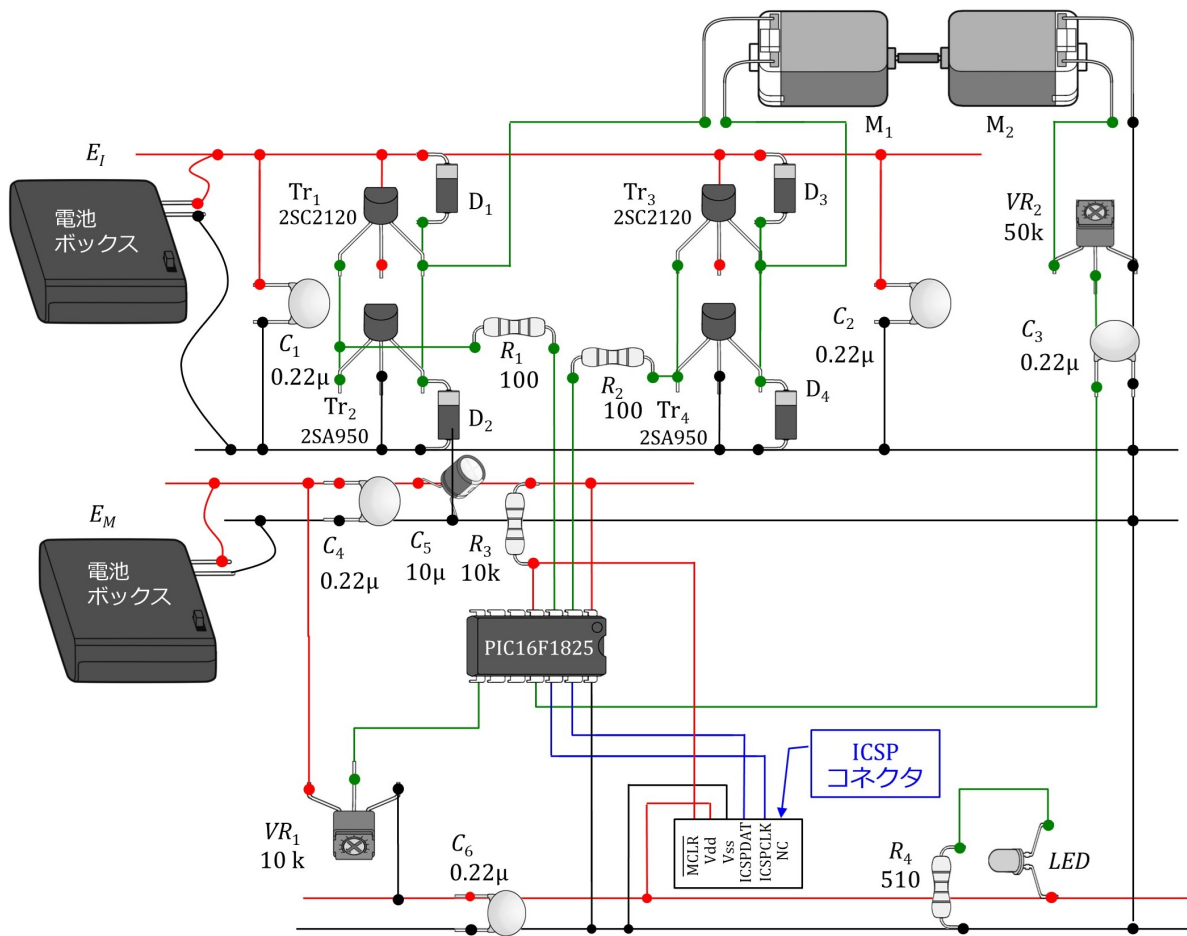 M₁
M₂
E_I
電池
ボックス
Tr₁
2SC2120
D₁
Tr₃
2SC2120
D₃
VR₂
50k
C₁
0.22μ
R₁
100
C₂
0.22μ
C₃
0.22μ
Tr₂
2SA950
D₂
R₂
100
Tr₄
2SA950
D₄
E_M
電池
ボックス
C₄
0.22μ
C₅
10μ
R₃
10k
PIC16F1825
ICSP
コネクタ
VR₁
10 k
C₆
0.22μ
MCLR
Vdd
Vss
ICSPDAT
ICSPCLK
NC
R₄
510
LED